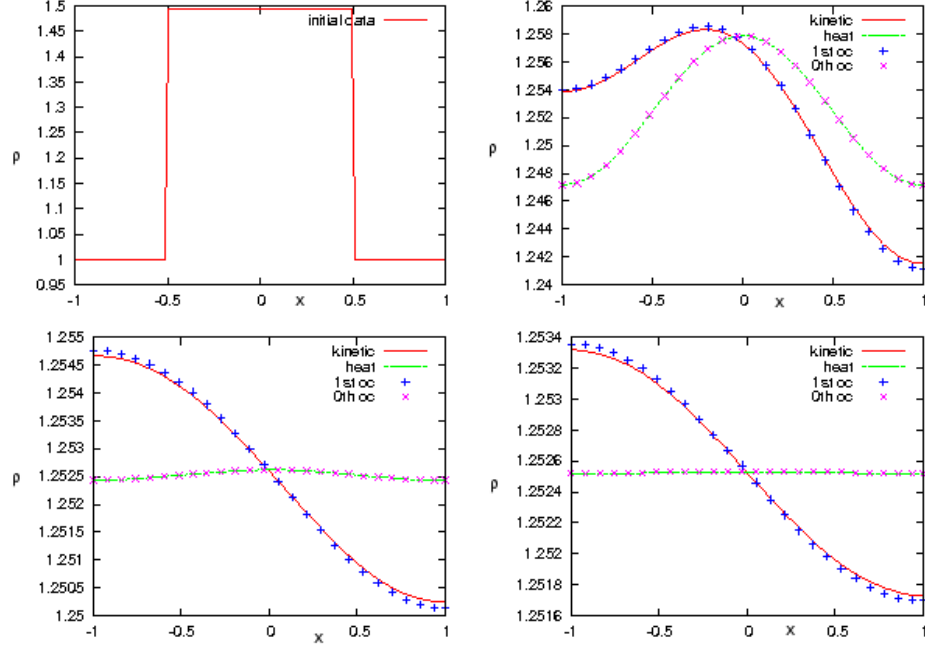 initial data
1.5
1.45
1.4
1.35
1.3
1.25
1.2
1.15
1.1
1.05
1
0.95
ρ
-1 -0.5 0 0.5 1
x
kinetic
heat
1st oc
0th oc
1.26
1.258
1.256
1.254
1.252
1.25
1.248
1.246
1.244
1.242
1.24
ρ
-1 -0.5 0 0.5 1
x
kinetic
heat
1st oc
0th oc
1.255
1.2545
1.254
1.2535
1.253
1.2525
1.252
1.2515
1.251
1.2505
1.25
ρ
-1 -0.5 0 0.5 1
x
kinetic
heat
1st oc
0th oc
1.2534
1.2532
1.253
1.2528
1.2526
1.2524
1.2522
1.252
1.2518
1.2516
ρ
-1 -0.5 0 0.5 1
x